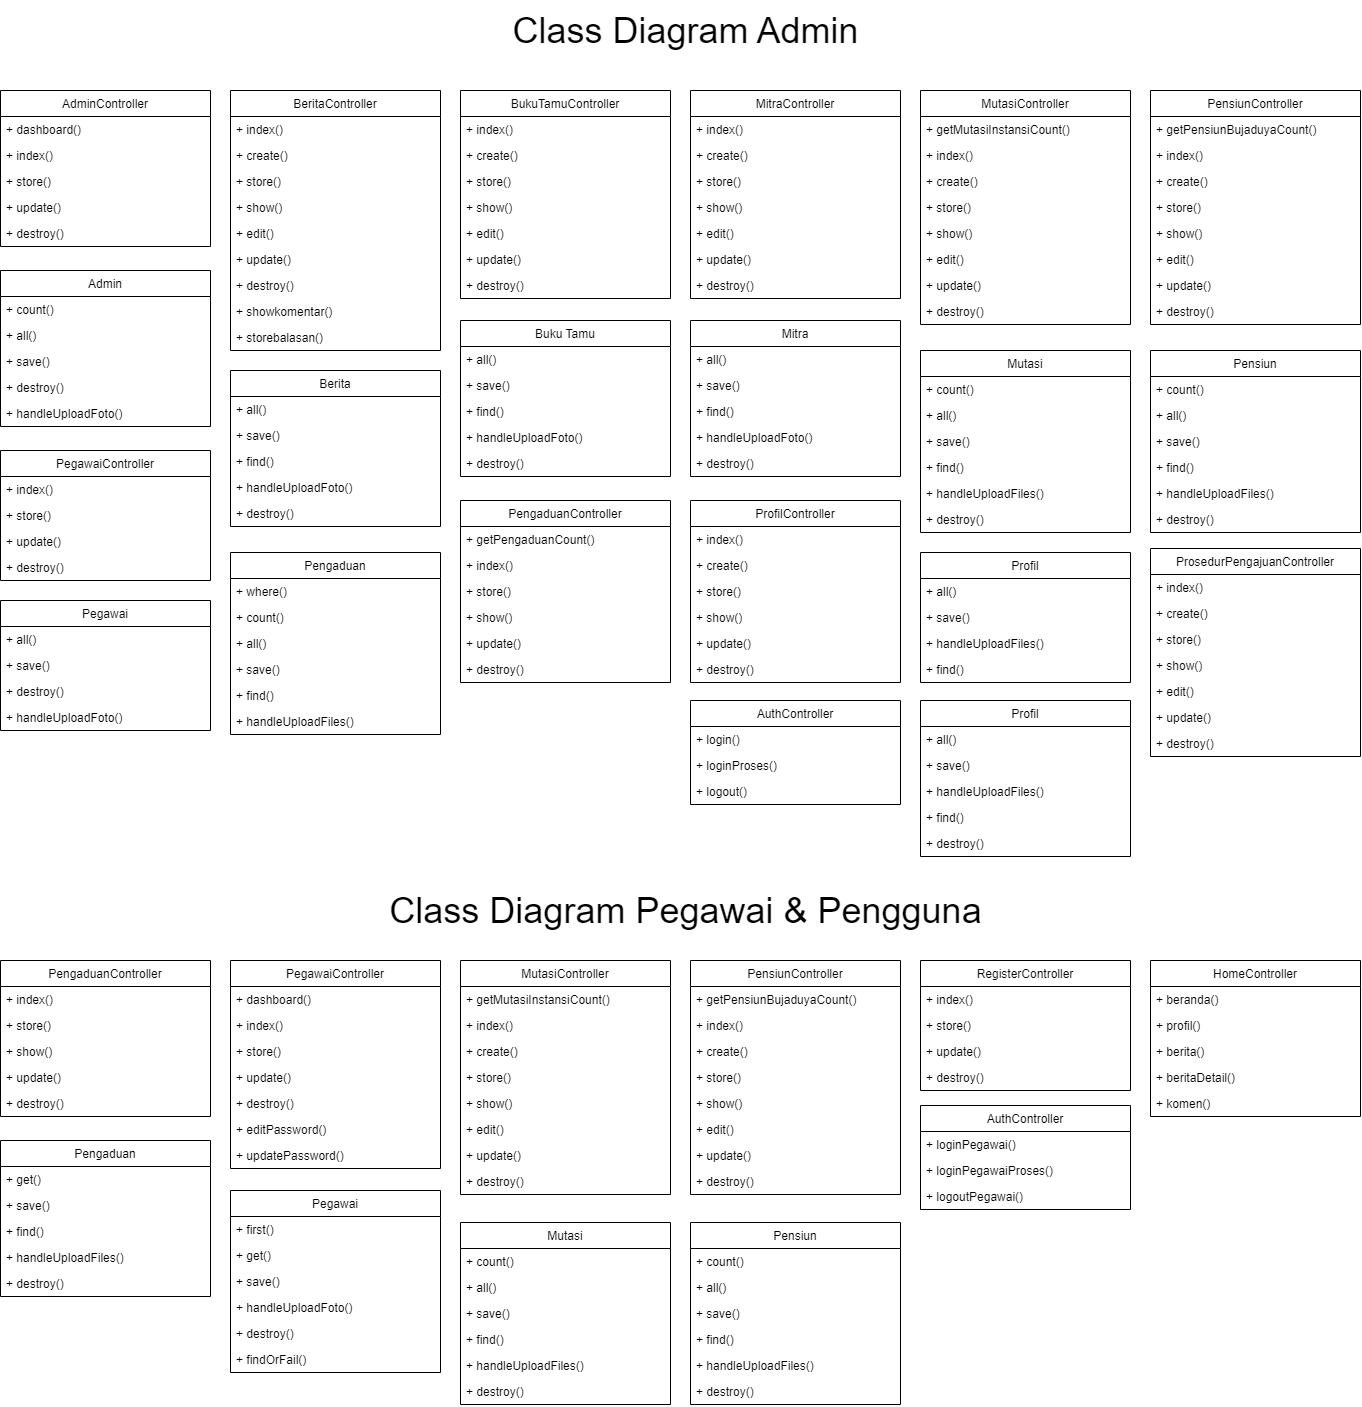 Class Diagram Admin
AdminController
+ dashboard()
+ index()
+ store()
+ update()
+ destroy()
Admin
+ count()
+ all()
+ save()
+ destroy()
+ handleUploadFoto()
PegawaiController
+ index()
+ store()
+ update()
+ destroy()
Pegawai
+ all()
+ save()
+ destroy()
+ handleUploadFoto()
BeritaController
+ index()
+ create()
+ store()
+ show()
+ edit()
+ update()
+ destroy()
+ showkomentar()
+ storebalasan()
Berita
+ all()
+ save()
+ find()
+ handleUploadFoto()
+ destroy()
Pengaduan
+ where()
+ count()
+ all()
+ save()
+ find()
+ handleUploadFiles()
BukuTamuController
+ index()
+ create()
+ store()
+ show()
+ edit()
+ update()
+ destroy()
Buku Tamu
+ all()
+ save()
+ find()
+ handleUploadFoto()
+ destroy()
PengaduanController
+ getPengaduanCount()
+ index()
+ store()
+ show()
+ update()
+ destroy()
MitraController
+ index()
+ create()
+ store()
+ show()
+ edit()
+ update()
+ destroy()
Mitra
+ all()
+ save()
+ find()
+ handleUploadFoto()
+ destroy()
ProfilController
+ index()
+ create()
+ store()
+ show()
+ update()
+ destroy()
AuthController
+ login()
+ loginProses()
+ logout()
MutasiController
+ getMutasiInstansiCount()
+ index()
+ create()
+ store()
+ show()
+ edit()
+ update()
+ destroy()
Mutasi
+ count()
+ all()
+ save()
+ find()
+ handleUploadFiles()
+ destroy()
Profil
+ all()
+ save()
+ handleUploadFiles()
+ find()
Profil
+ all()
+ save()
+ handleUploadFiles()
+ find()
+ destroy()
PensiunController
+ getPensiunBujaduyaCount()
+ index()
+ create()
+ store()
+ show()
+ edit()
+ update()
+ destroy()
Pensiun
+ count()
+ all()
+ save()
+ find()
+ handleUploadFiles()
+ destroy()
ProsedurPengajuanController
+ index()
+ create()
+ store()
+ show()
+ edit()
+ update()
+ destroy()
Class Diagram Pegawai & Pengguna
PengaduanController
+ index()
+ store()
+ show()
+ update()
+ destroy()
Pengaduan
+ get()
+ save()
+ find()
+ handleUploadFiles()
+ destroy()
PegawaiController
+ dashboard()
+ index()
+ store()
+ update()
+ destroy()
+ editPassword()
+ updatePassword()
Pegawai
+ first()
+ get()
+ save()
+ handleUploadFoto()
+ destroy()
+ findOrFail()
MutasiController
+ getMutasiInstansiCount()
+ index()
+ create()
+ store()
+ show()
+ edit()
+ update()
+ destroy()
Mutasi
+ count()
+ all()
+ save()
+ find()
+ handleUploadFiles()
+ destroy()
PensiunController
+ getPensiunBujaduyaCount()
+ index()
+ create()
+ store()
+ show()
+ edit()
+ update()
+ destroy()
Pensiun
+ count()
+ all()
+ save()
+ find()
+ handleUploadFiles()
+ destroy()
RegisterController
+ index()
+ store()
+ update()
+ destroy()
AuthController
+ loginPegawai()
+ loginPegawaiProses()
+ logoutPegawai()
HomeController
+ beranda()
+ profil()
+ berita()
+ beritaDetail()
+ komen()